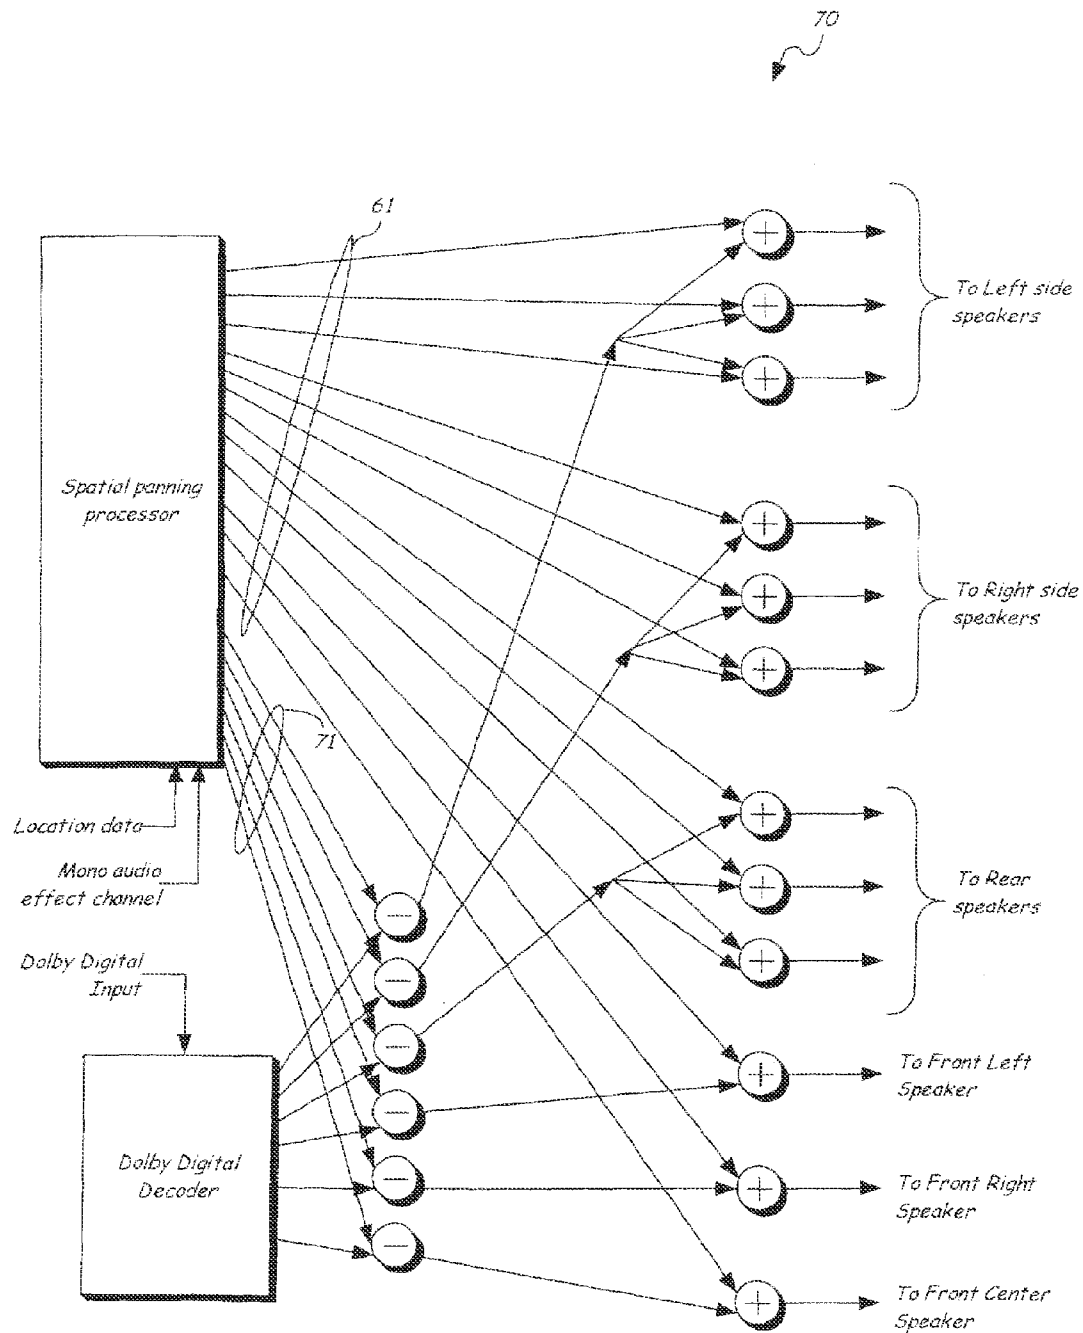 70
61
To Left side
speakers
Spatial panning
processor
To Right side
speakers
71
Location data
Mono audio
effect channel
To Rear
speakers
Dolby Digital
Input
To Front Left
Speaker
Dolby Digital
Decoder
To Front Right
Speaker
To Front Center
Speaker